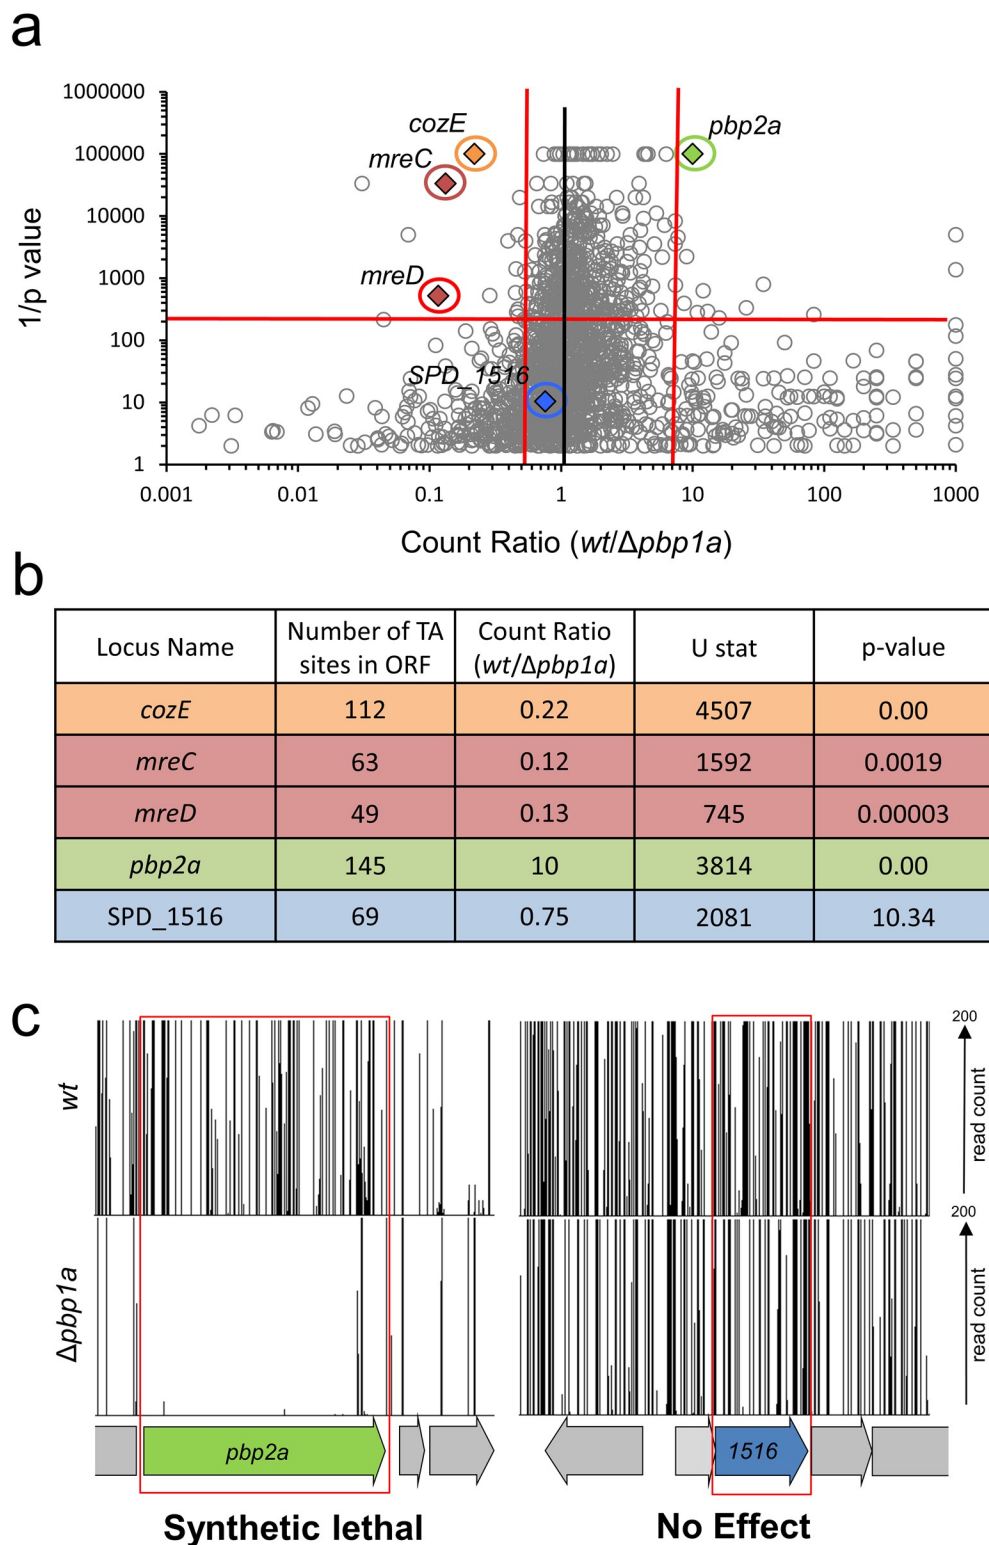 a
1000000
100000
10000
1000
100
10
1
1/p value
cozE
mreC
mreD
pbp2a
SPD_1516
0.001 0.01 0.1 1 10 100 1000
Count Ratio (wt/Δpbp1a)
b
Locus Name | Number of TA sites in ORF | Count Ratio (wt/Δpbp1a) | U stat | p-value
cozE | 112 | 0.22 | 4507 | 0.00
mreC | 63 | 0.12 | 1592 | 0.0019
mreD | 49 | 0.13 | 745 | 0.00003
pbp2a | 145 | 10 | 3814 | 0.00
SPD_1516 | 69 | 0.75 | 2081 | 10.34
c
wt
200
read count
Δpbp1a
200
read count
pbp2a
1516
Synthetic lethal
No Effect